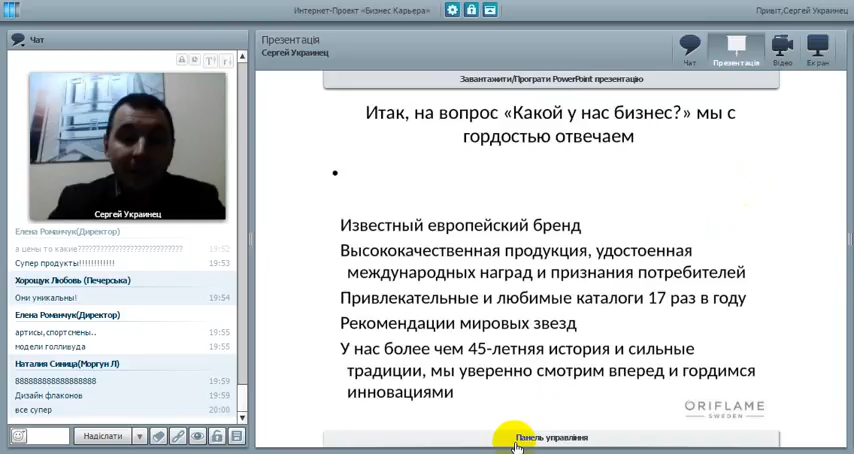 Интернет-Проект «Бизнес Карьера»
Привіт,Сергей Украинец
Чат
Сергей Украинец
Елена Романчук(Директор)
а цены то какие???????????????????????????? 19:52
Супер продукты!!!!!!!!!!!! 19:53
Хорощук Любовь (Печерська)
Они уникальны! 19:54
Елена Романчук(Директор)
артисы,спортсмены.. 19:55
модели голливуда 19:55
Наталия Синица(Моргун Л)
8888888888888888 19:59
Дизайн флаконов 19:59
все супер 20:00
Надіслати
Презентація
Сергей Украинец
Чат
Презентація
Відео
Екран
Завантажити/Програти PowerPoint презентацію
Итак, на вопрос «Какой у нас бизнес?» мы с
гордостью отвечаем
Известный европейский бренд
Высококачественная продукция, удостоенная
международных наград и признания потребителей
Привлекательные и любимые каталоги 17 раз в году
Рекомендации мировых звезд
У нас более чем 45-летняя история и сильные
традиции, мы уверенно смотрим вперед и гордимся
инновациями
ORIFLAME
SWEDEN
Панель управління